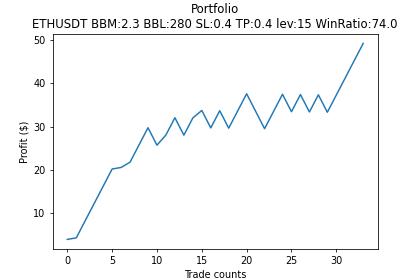 Portfolio
ETHUSDT BBM:2.3 BBL:280 SL:0.4 TP:0.4 lev:15 WinRatio:74.0
50
40
30
20
10
Profit ($)
0 5 10 15 20 25 30
Trade counts